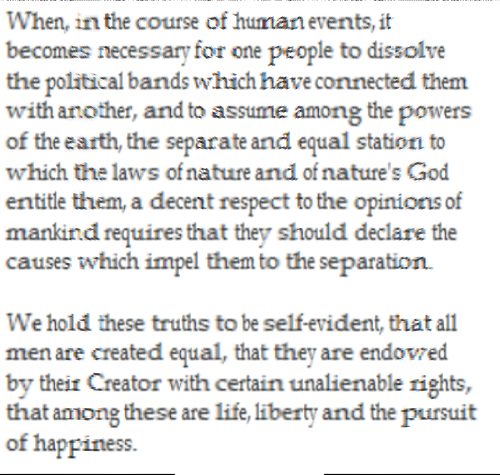 When, in the course of human events, it
becomes necessary for one people to dissolve
the political bands which have connected them
with another, and to assume among the powers
of the earth, the separate and equal station to
which the laws of nature and of nature's God
entitle them, a decent respect to the opinions of
mankind requires that they should declare the
causes which impel them to the separation.
We hold these truths to be self-evident, that all
men are created equal, that they are endowed
by their Creator with certain unalienable rights,
that among these are life, liberty and the pursuit
of happiness.